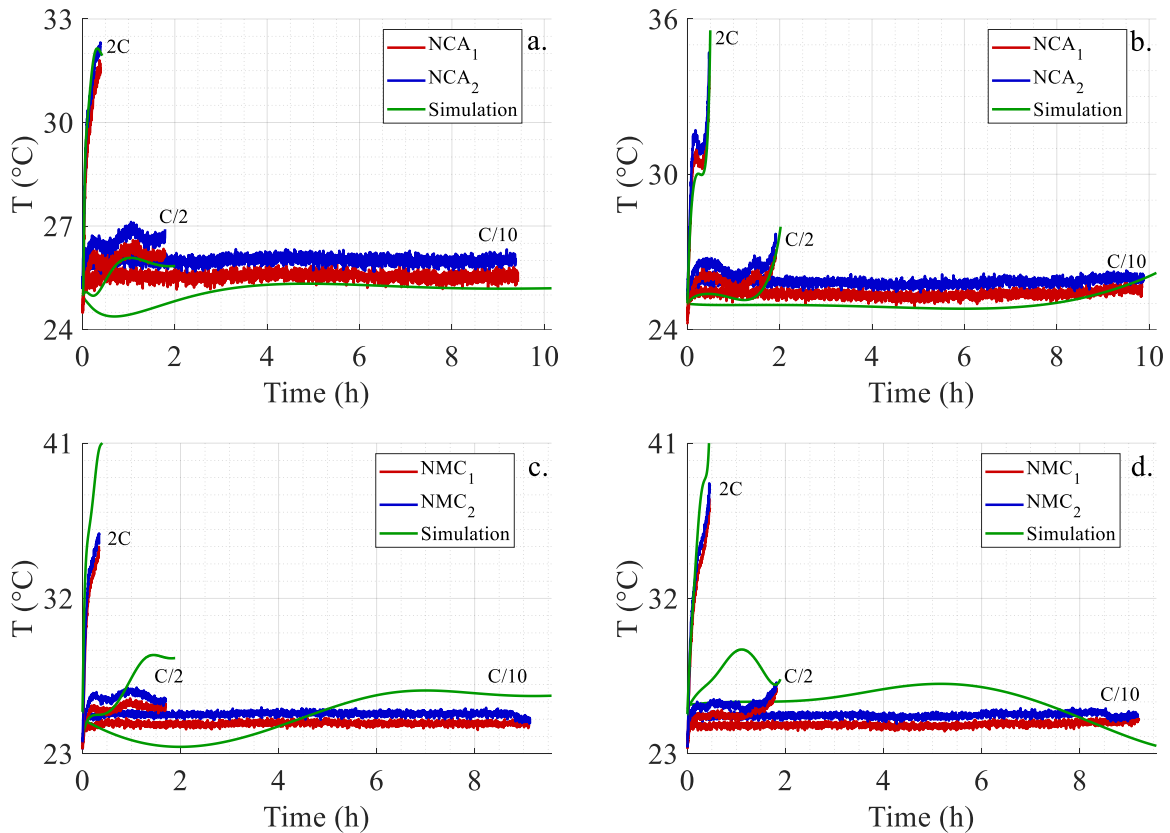 33
30
27
24
T (°C)
0
2
4
6
8
10
Time (h)
2C
C/2
C/10
NCA1
NCA2
Simulation
a.
36
32
28
24
T (°C)
0
2
4
6
8
10
Time (h)
2C
C/2
C/10
NCA1
NCA2
Simulation
b.
41
32
23
T (°C)
0
2
4
6
8
Time (h)
2C
C/2
C/10
NMC1
NMC2
Simulation
c.
41
32
23
T (°C)
0
2
4
6
8
Time (h)
2C
C/2
C/10
NMC1
NMC2
Simulation
d.